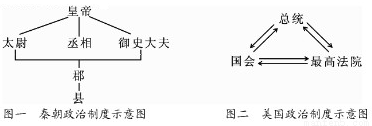 皇帝
太尉 丞相 御史大夫
郡
县
图一 秦朝政治制度示意图
总统
国会 最高法院
图二 美国政治制度示意图